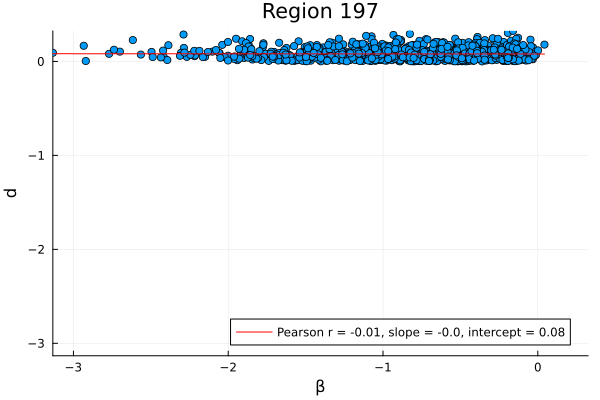 Region 197
0
−1
−2
−3
d
−3
−2
−1
0
β
Pearson r = -0.01, slope = -0.0, intercept = 0.08